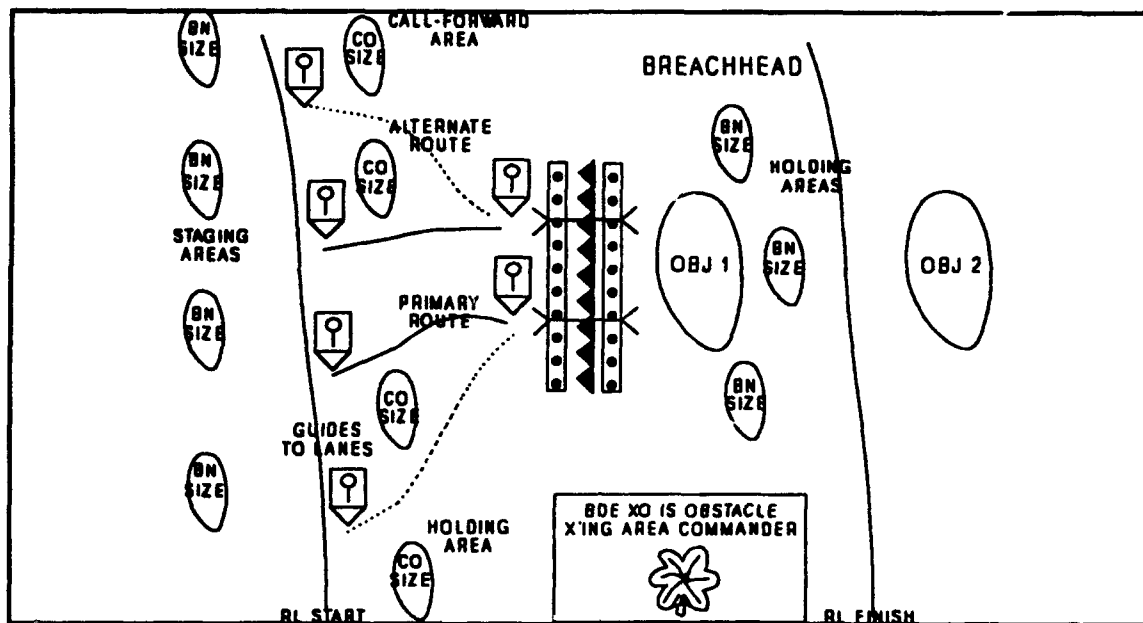 CALL-FORWARD
AREA
BN
SIZE
CO
SIZE
BREACHHEAD
ALTERNATE
ROUTE
BN
SIZE
BN
SIZE
CO
SIZE
HOLDING
AREAS
STAGING
AREAS
OBJ 1
BN
SIZE
OBJ 2
PRIMARY
ROUTE
BN
SIZE
CO
SIZE
BN
SIZE
GUIDES
TO LANES
BN
SIZE
HOLDING
AREA
CO
SIZE
BDE XO IS OBSTACLE
X'ING AREA COMMANDER
RL START
RL FINISH